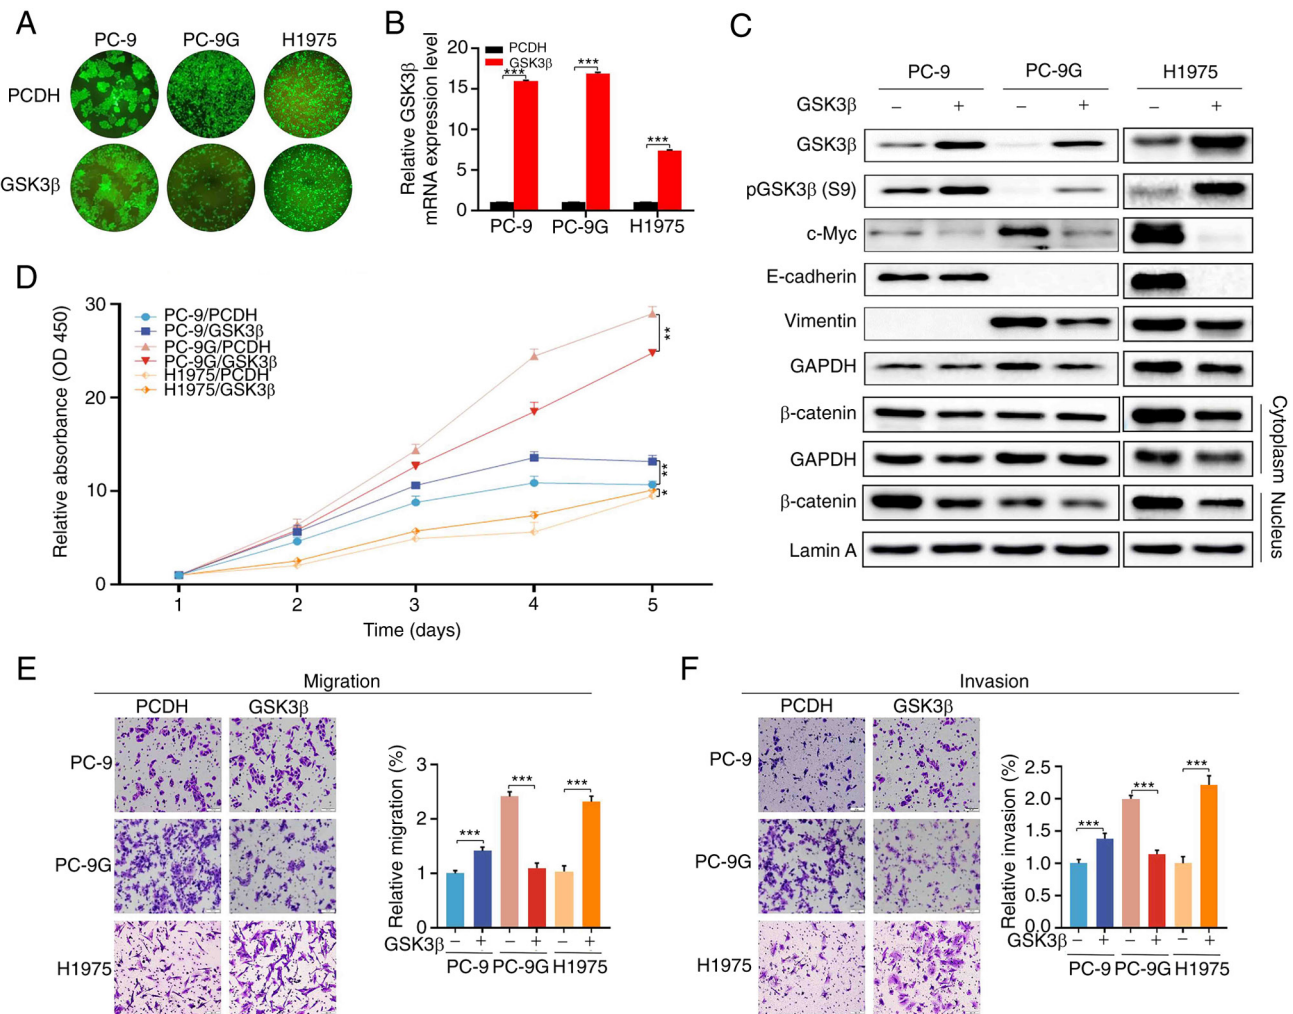 A
PC-9 PC-9G H1975
PCDH
GSK3β
B
PCDH
GSK3β
Relative GSK3β
mRNA expression level
20
15
10
5
0
*** *** ***
PC-9 PC-9G H1975
C
PC-9 PC-9G H1975
GSK3β – + – + – +
GSK3β
pGSK3β (S9)
c-Myc
E-cadherin
Vimentin
GAPDH
β-catenin
GAPDH
Cytoplasm
β-catenin
Lamin A
Nucleus
D
Relative absorbance (OD 450)
30
20
10
0
PC-9/PCDH
PC-9/GSK3β
PC-9G/PCDH
PC-9G/GSK3β
H1975/PCDH
H1975/GSK3β
**
**
*
1 2 3 4 5
Time (days)
E
Migration
PCDH GSK3β
PC-9
PC-9G
H1975
Relative migration (%)
3
2
1
0
*** *** ***
GSK3β – + – + – +
PC-9 PC-9G H1975
F
Invasion
PCDH GSK3β
PC-9
PC-9G
H1975
Relative invasion (%)
2.5
2.0
1.5
1.0
0.5
0.0
*** *** ***
GSK3β – + – + – +
PC-9 PC-9G H1975